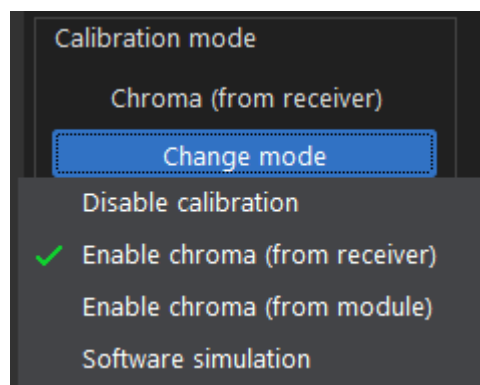 Calibration mode
Chroma (from receiver)
Change mode
Disable calibration
Enable chroma (from receiver)
Enable chroma (from module)
Software simulation